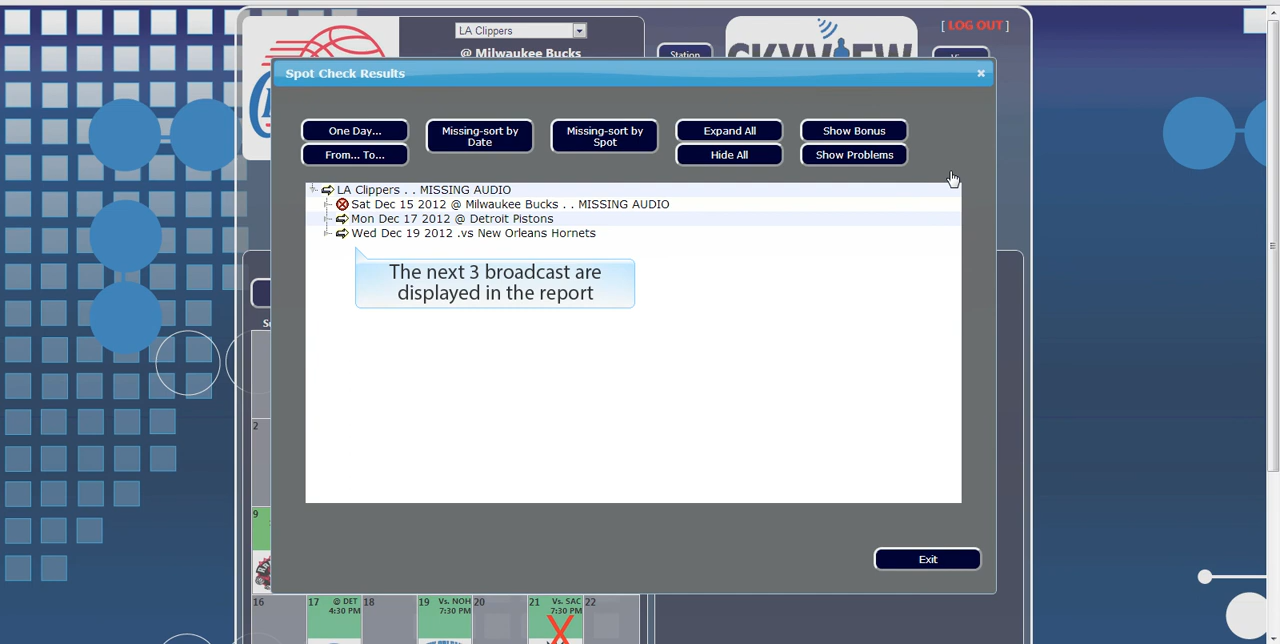 LA Clippers
@ Milwaukee Bucks
Station
SKYVIEW
[ LOG OUT ]
Spot Check Results
One Day...
Missing-sort by
Date
Missing-sort by
Spot
Expand All
Show Bonus
From... To...
Hide All
Show Problems
LA Clippers . . MISSING AUDIO
Sat Dec 15 2012 @ Milwaukee Bucks . . MISSING AUDIO
Mon Dec 17 2012 @ Detroit Pistons
Wed Dec 19 2012 .vs New Orleans Hornets
The next 3 broadcast are
displayed in the report
2
9
Exit
16
17 @ DET
4:30 PM
18
19 Vs. NOH
7:30 PM
20
21 Vs. SAC
7:30 PM
22